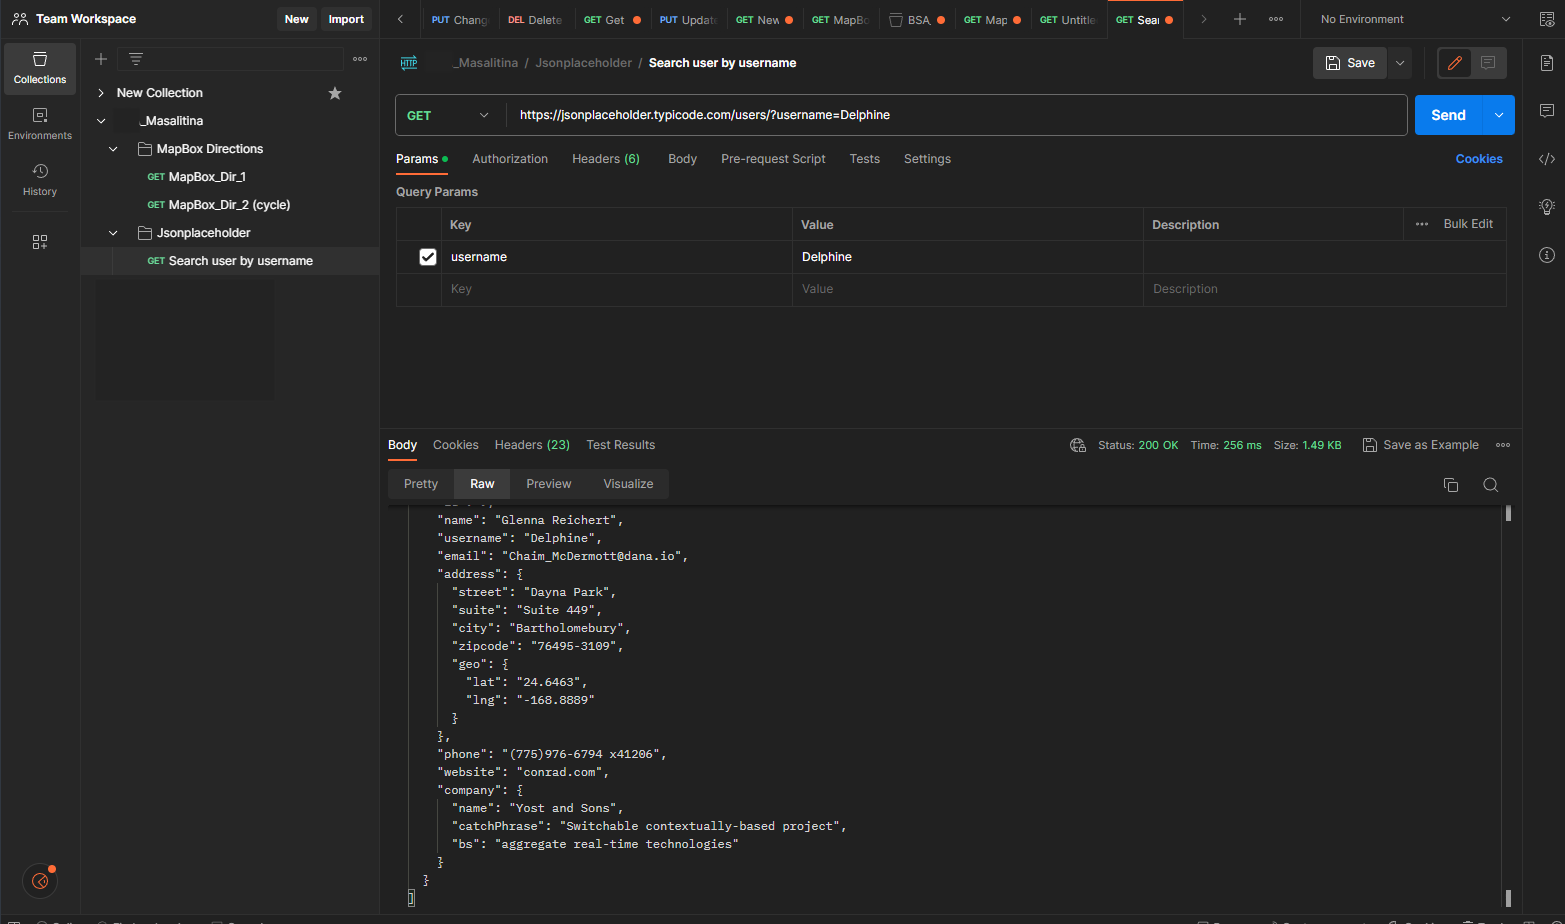 Team Workspace
New
Import
PUT Chang
DEL Delete
GET Get
PUT Update
GET New
GET MapBo
BSA
GET Map
GET Untitle
GET Sear
No Environment
Collections
Environments
History
New Collection
_Masalitina
MapBox Directions
GET MapBox_Dir_1
GET MapBox_Dir_2 (cycle)
Jsonplaceholder
GET Search user by username
HTTP
_Masalitina / Jsonplaceholder / Search user by username
Save
GET
https://jsonplaceholder.typicode.com/users/?username=Delphine
Send
Params
Authorization
Headers (6)
Body
Pre-request Script
Tests
Settings
Cookies
Query Params
Key
Value
Description
Bulk Edit
username
Delphine
Key
Value
Description
Body
Cookies
Headers (23)
Test Results
Status: 200 OK
Time: 256 ms
Size: 1.49 KB
Save as Example
Pretty
Raw
Preview
Visualize
"name": "Glenna Reichert",
"username": "Delphine",
"email": "Chaim_McDermott@dana.io",
"address": {
"street": "Dayna Park",
"suite": "Suite 449",
"city": "Bartholomebury",
"zipcode": "76495-3109",
"geo": {
"lat": "24.6463",
"lng": "-168.8889"
}
},
"phone": "(775)976-6794 x41206",
"website": "conrad.com",
"company": {
"name": "Yost and Sons",
"catchPhrase": "Switchable contextually-based project",
"bs": "aggregate real-time technologies"
}
}
]